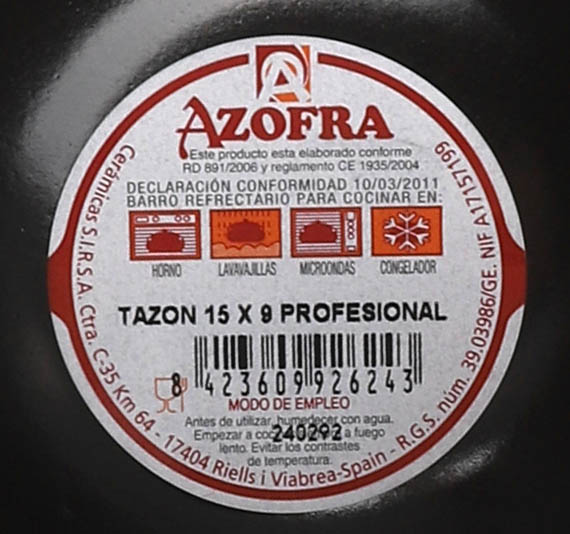 AZOFRA
Este producto esta elaborado conforme
RD 891/2006 y reglamento CE 1935/2004
DECLARACIÓN CONFORMIDAD 10/03/2011
BARRO REFRECTARIO PARA COCINAR EN:
HORNO LAVAVAJILLAS MICROONDAS CONGELADOR
TAZON 15 X 9 PROFESIONAL
8 423609 926243
MODO DE EMPLEO
Antes de utilizar, humedecer con agua.
Empezar a a fuego
240292
lento. Evitar los contrastes
de temperatura.
Cerámicas S.I.R.S.A. Ctra. C-35 Km 64 - 17404 Riells i Viabrea-Spain - R.G.S. núm. 39.03986/GE. NIF A17157199